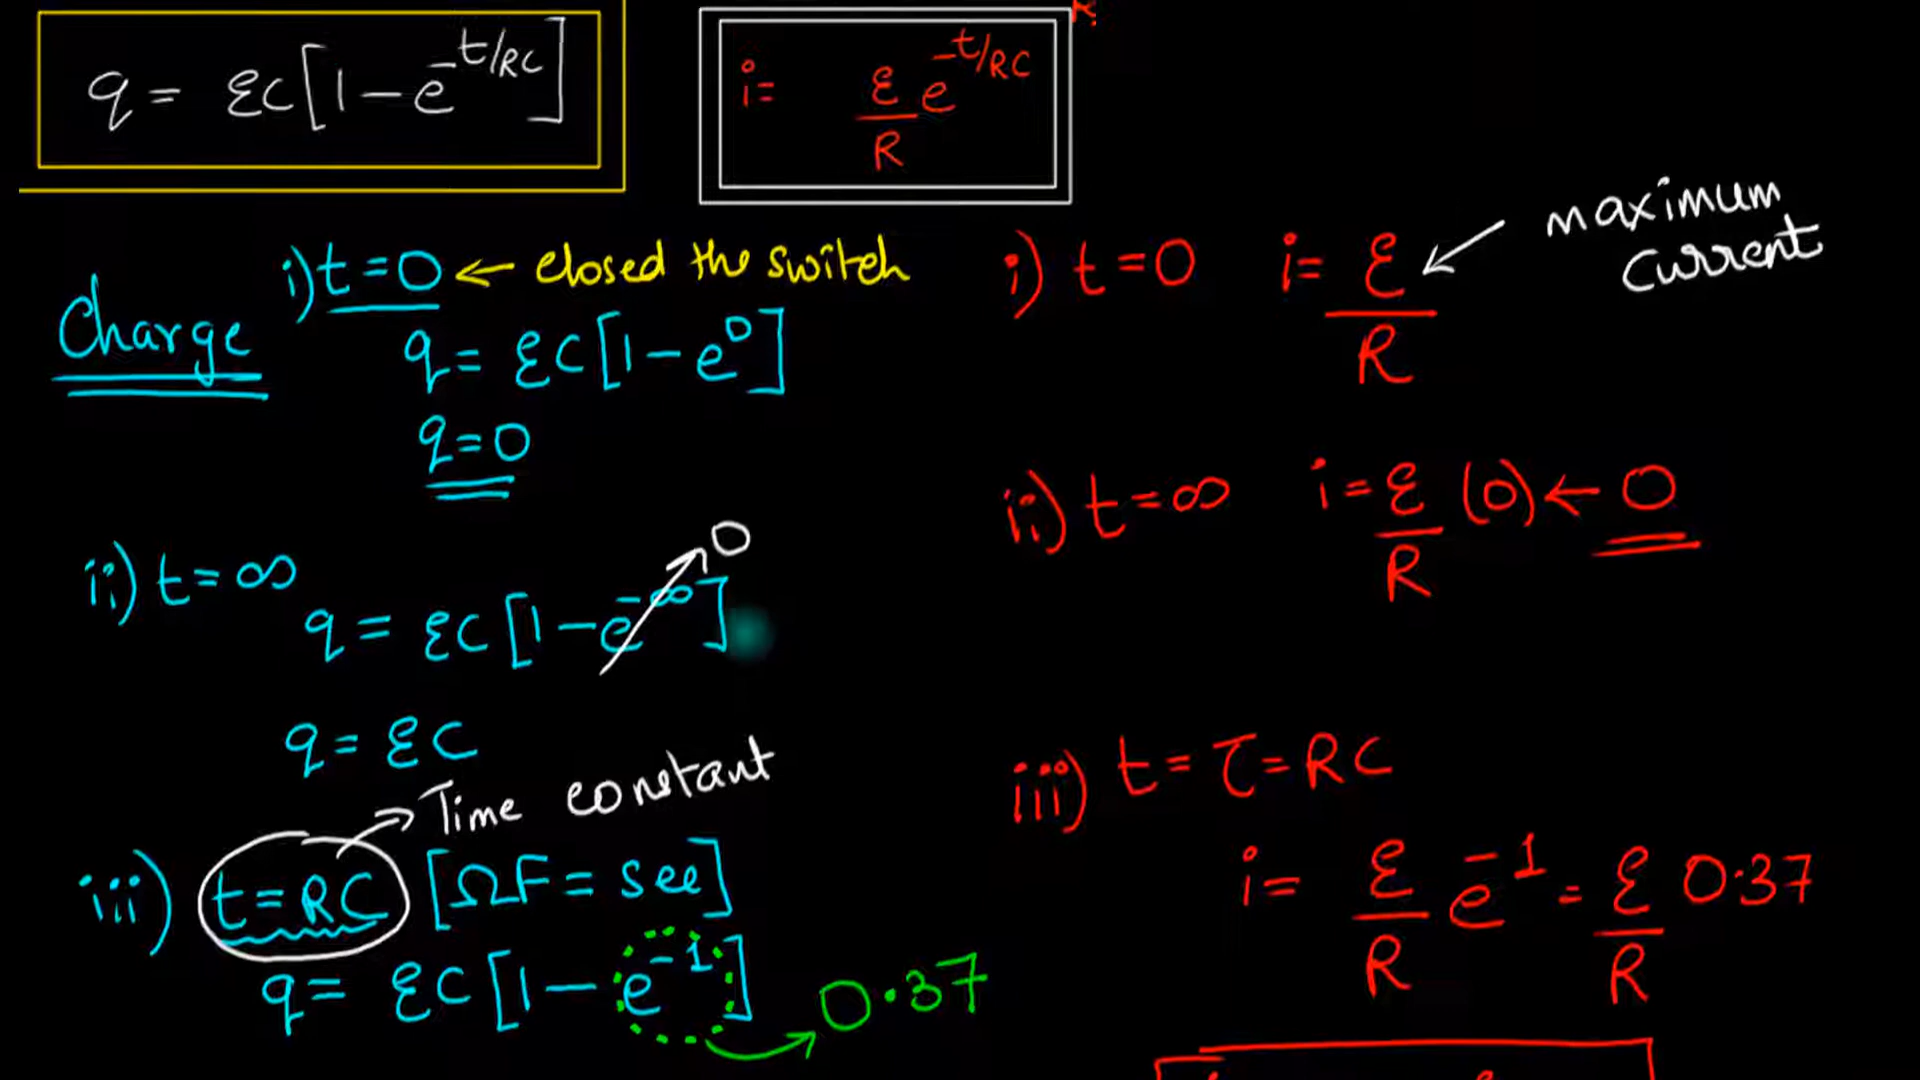 q = εC[1 – e^-t/RC]
i = ε/R e^-t/RC
Charge
i) t = 0 ← closed the switch
q = εC[1 – e^0]
q = 0
ii) t = ∞
q = εC[1 – e^-∞] 0
q = εC
Time constant
iii) t = RC [ΩF = sec]
q = εC[1 – e^-1] → 0.37
i) t = 0 i = ε/R ← maximum current
ii) t = ∞ i = ε/R (0) ← 0
iii) t = τ = RC
i = ε/R e^-1 = ε/R 0.37